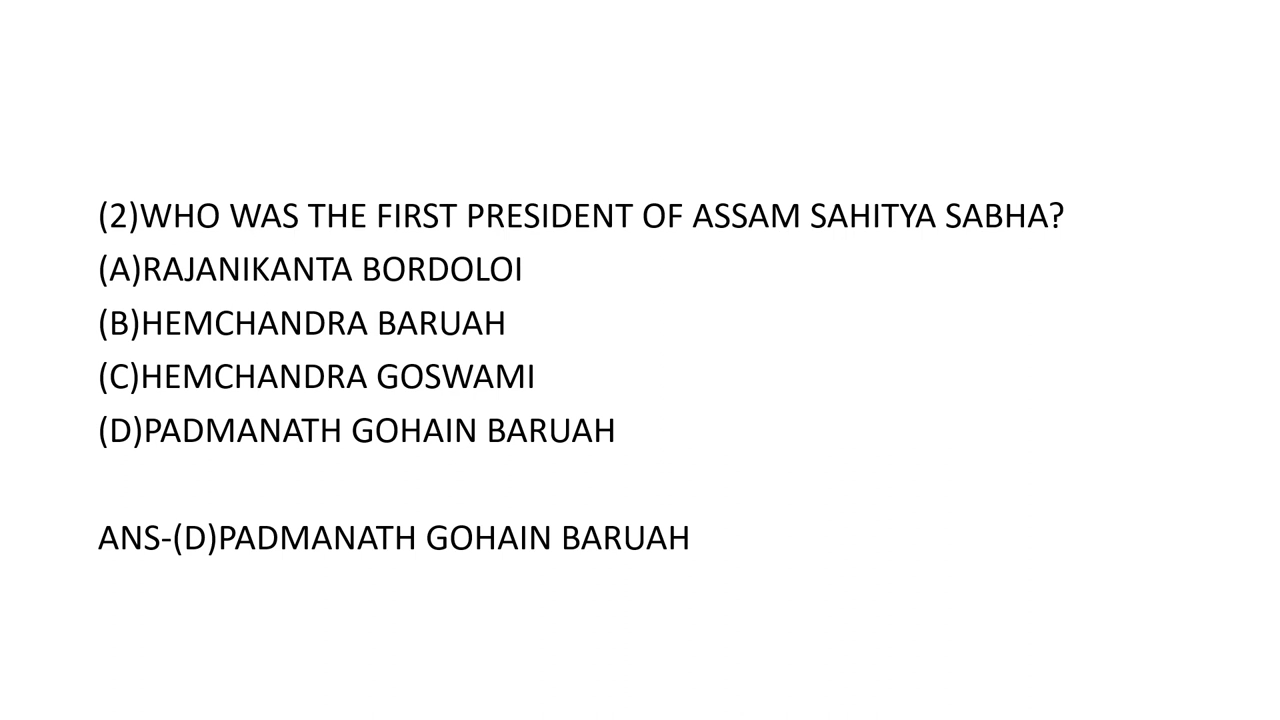 (2)WHO WAS THE FIRST PRESIDENT OF ASSAM SAHITYA SABHA?
(A)RAJANIKANTA BORDOLOI
(B)HEMCHANDRA BARUAH
(C)HEMCHANDRA GOSWAMI
(D)PADMANATH GOHAIN BARUAH
ANS-(D)PADMANATH GOHAIN BARUAH